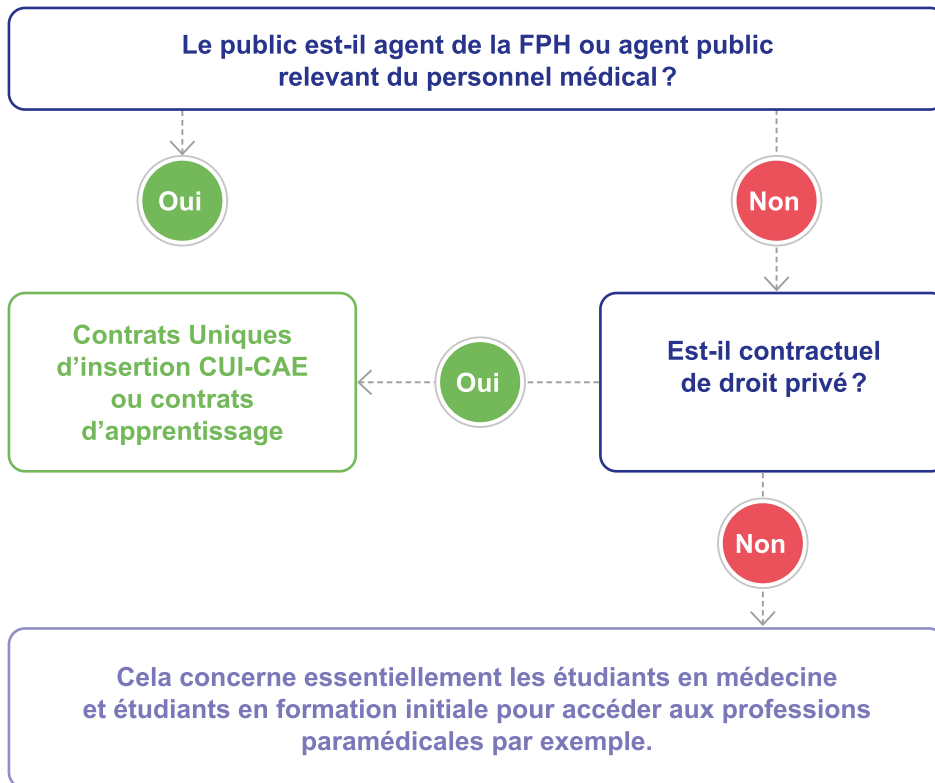 Le public est-il agent de la FPH ou agent public
relevant du personnel médical ?
Oui
Non
Contrats Uniques
d’insertion CUI-CAE
ou contrats
d’apprentissage
Oui
Est-il contractuel
de droit privé ?
Non
Cela concerne essentiellement les étudiants en médecine
et étudiants en formation initiale pour accéder aux professions
paramédicales par exemple.